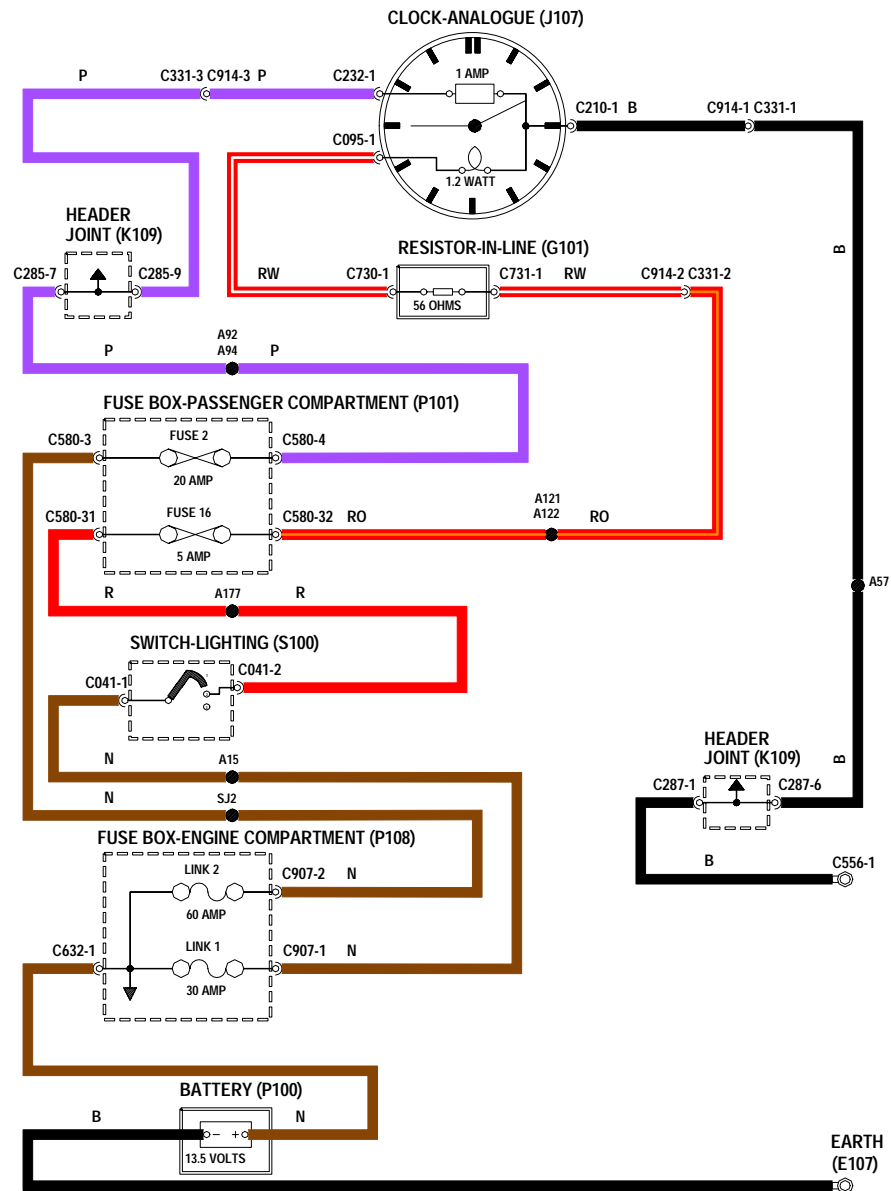 CLOCK-ANALOGUE (J107)
P
C331-3 C914-3 P
C232-1
1 AMP
C210-1 B
C914-1 C331-1
C095-1
1.2 WATT
HEADER
JOINT (K109)
C285-7
C285-9
RESISTOR-IN-LINE (G101)
RW
C730-1
C731-1
RW
C914-2 C331-2
56 OHMS
B
A92
A94
P
P
FUSE BOX-PASSENGER COMPARTMENT (P101)
C580-3
FUSE 2
C580-4
20 AMP
C580-31
FUSE 16
C580-32
RO
A121
A122
RO
5 AMP
A57
R
A177
R
SWITCH-LIGHTING (S100)
C041-1
C041-2
N
A15
N
SJ2
HEADER
JOINT (K109)
B
C287-1
C287-6
FUSE BOX-ENGINE COMPARTMENT (P108)
LINK 2
C907-2
N
60 AMP
B
C556-1
C632-1
LINK 1
C907-1
N
30 AMP
BATTERY (P100)
B
N
- +
13.5 VOLTS
EARTH
(E107)